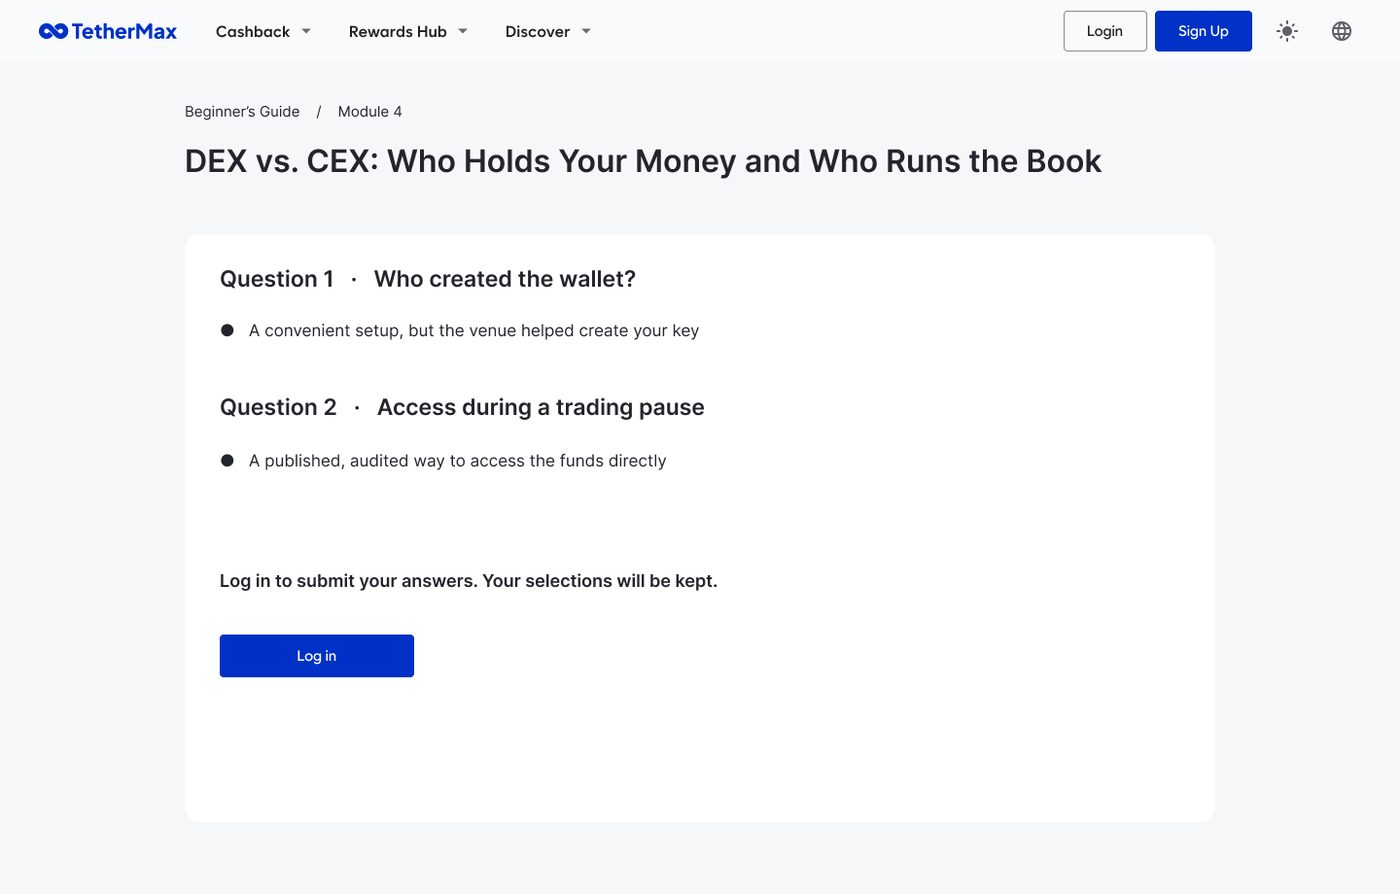 TetherMax
Cashback
Rewards Hub
Discover
Login
Sign Up
Beginner’s Guide / Module 4
DEX vs. CEX: Who Holds Your Money and Who Runs the Book
Question 1 · Who created the wallet?
A convenient setup, but the venue helped create your key
Question 2 · Access during a trading pause
A published, audited way to access the funds directly
Log in to submit your answers. Your selections will be kept.
Log in